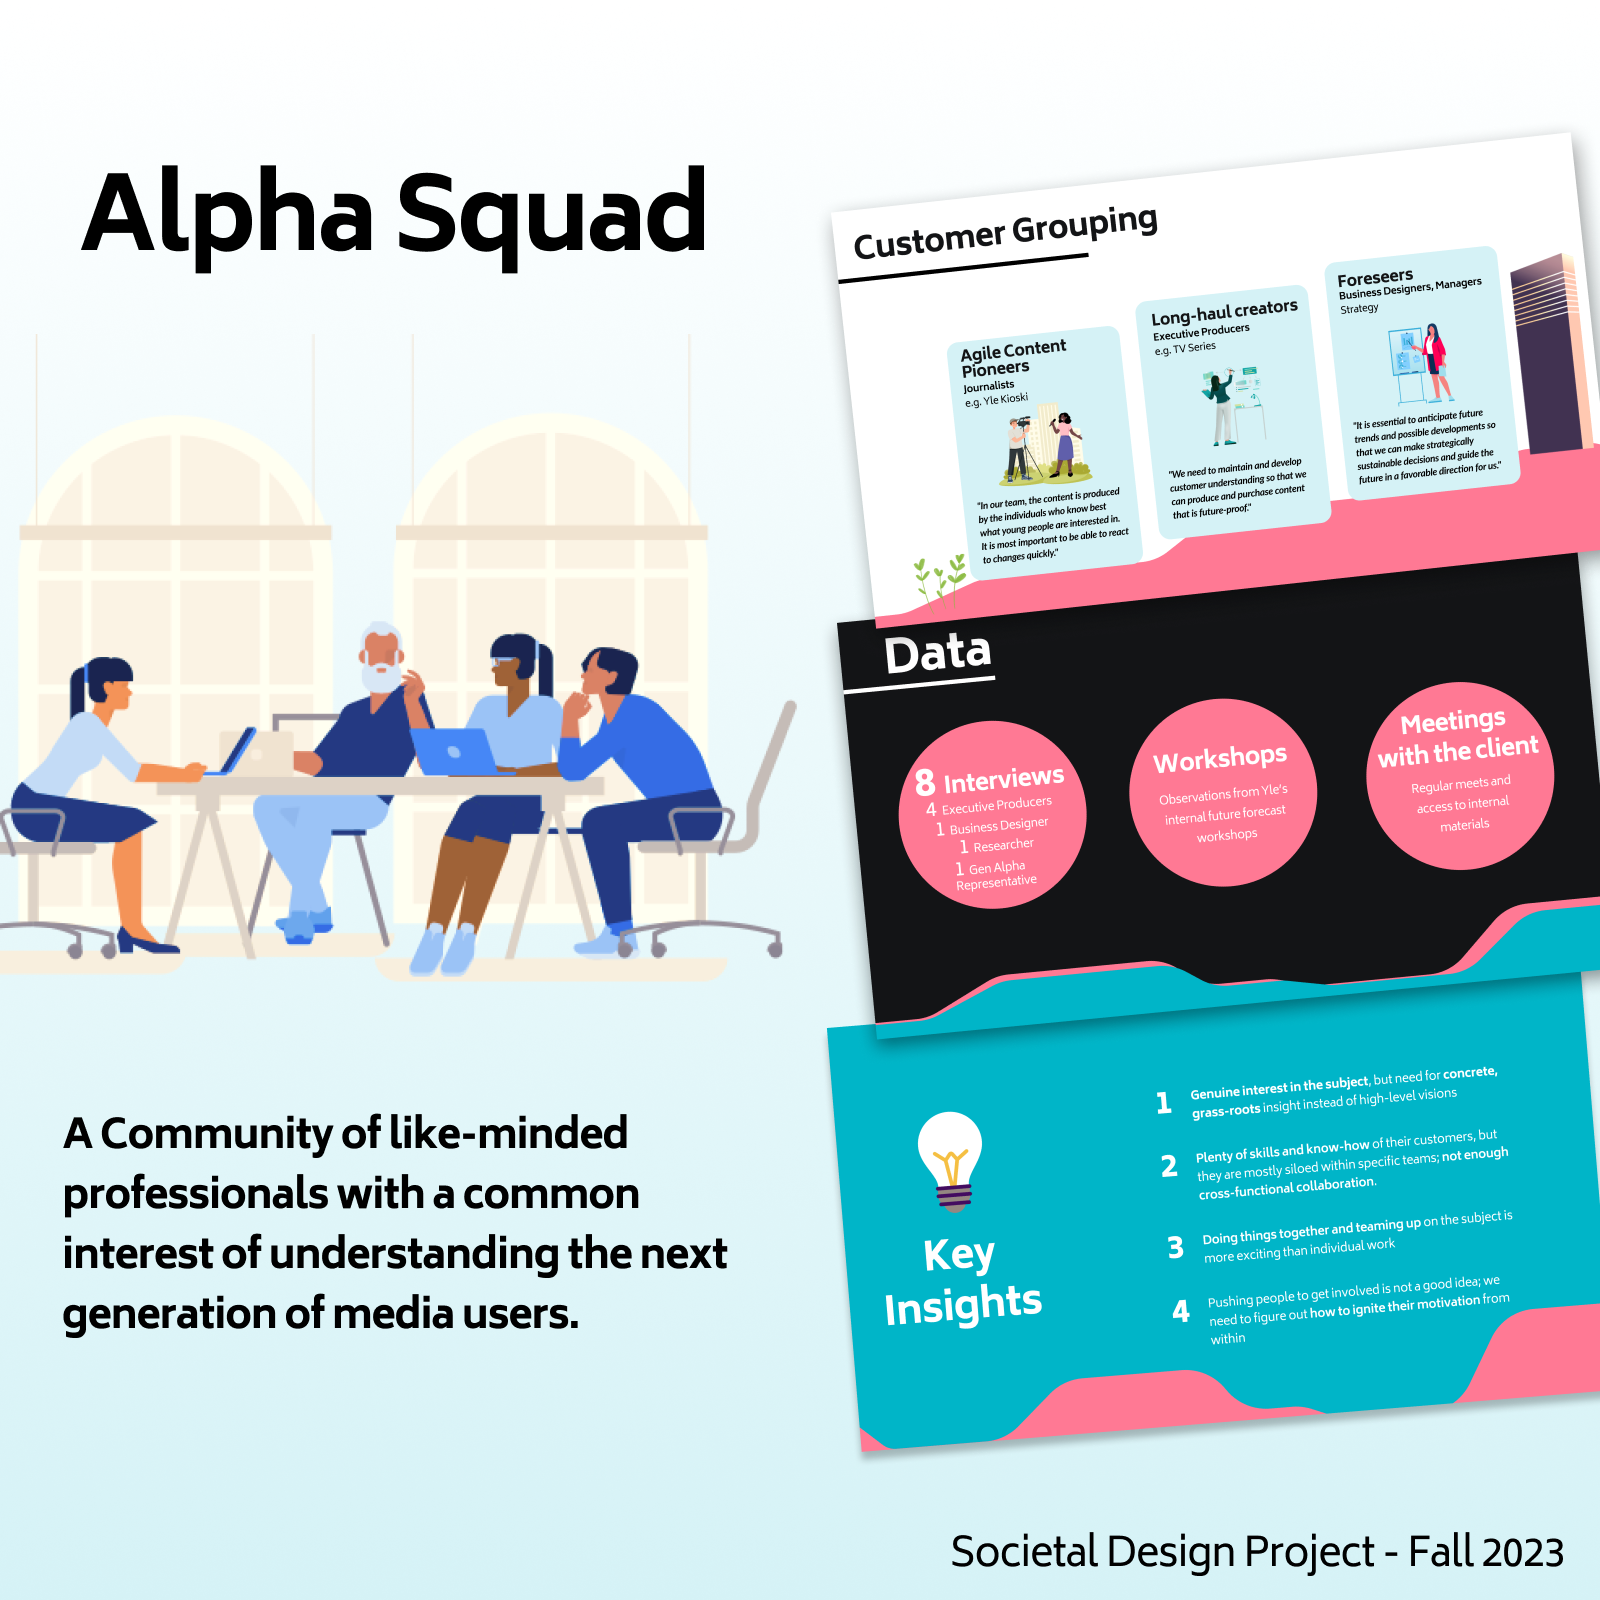 Alpha Squad
A Community of like-minded
professionals with a common
interest of understanding the next
generation of media users.
Customer Grouping
Agile Content
Pioneers
Journalists
e.g. Yle Kioski
"In our team, the content is produced
by the individuals who know best
what young people are interested in.
It is most important to be able to react
to changes quickly."
Long-haul creators
Executive Producers
e.g. TV Series
"We need to maintain and develop
customer understanding so that we
can produce and purchase content
that is future-proof."
Foreseers
Business Designers, Managers
Strategy
"It is essential to anticipate future
trends and possible developments so
that we can make strategically
sustainable decisions and guide the
future in a favorable direction for us."
Data
8 Interviews
4 Executive Producers
1 Business Designer
1 Researcher
1 Gen Alpha
Representative
Workshops
Observations from Yle's
internal future forecast
workshops
Meetings
with the client
Regular meets and
access to internal
materials
Key
Insights
1 Genuine interest in the subject, but need for concrete,
grass-roots insight instead of high-level visions
2 Plenty of skills and know-how of their customers, but
they are mostly siloed within specific teams; not enough
cross-functional collaboration.
3 Doing things together and teaming up on the subject is
more exciting than individual work
4 Pushing people to get involved is not a good idea; we
need to figure out how to ignite their motivation from
within
Societal Design Project - Fall 2023